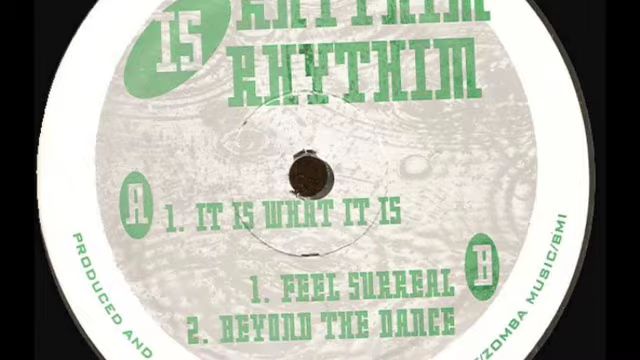 IS
RHYTHIM
RHYTHIM
A
1. IT IS WHAT IT IS
B
1. FEEL SURREAL
2. BEYOND THE DANCE
PRODUCED AND
/ZOMBA MUSIC/BMI